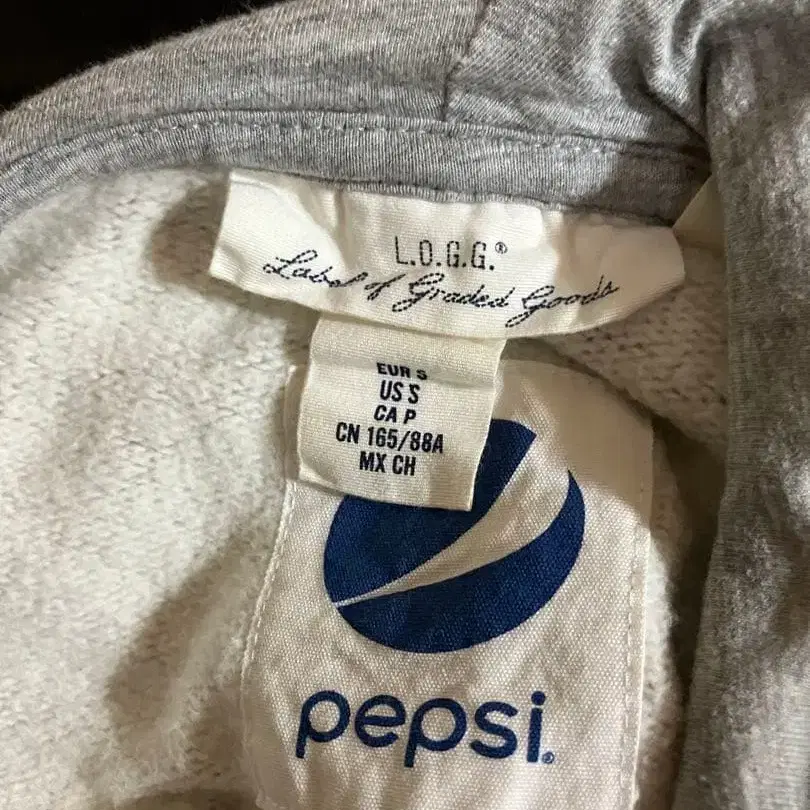 L.O.G.G.®
Label of Graded Goods
EUR S
US S
CA P
CN 165/88A
MX CH
pepsi®